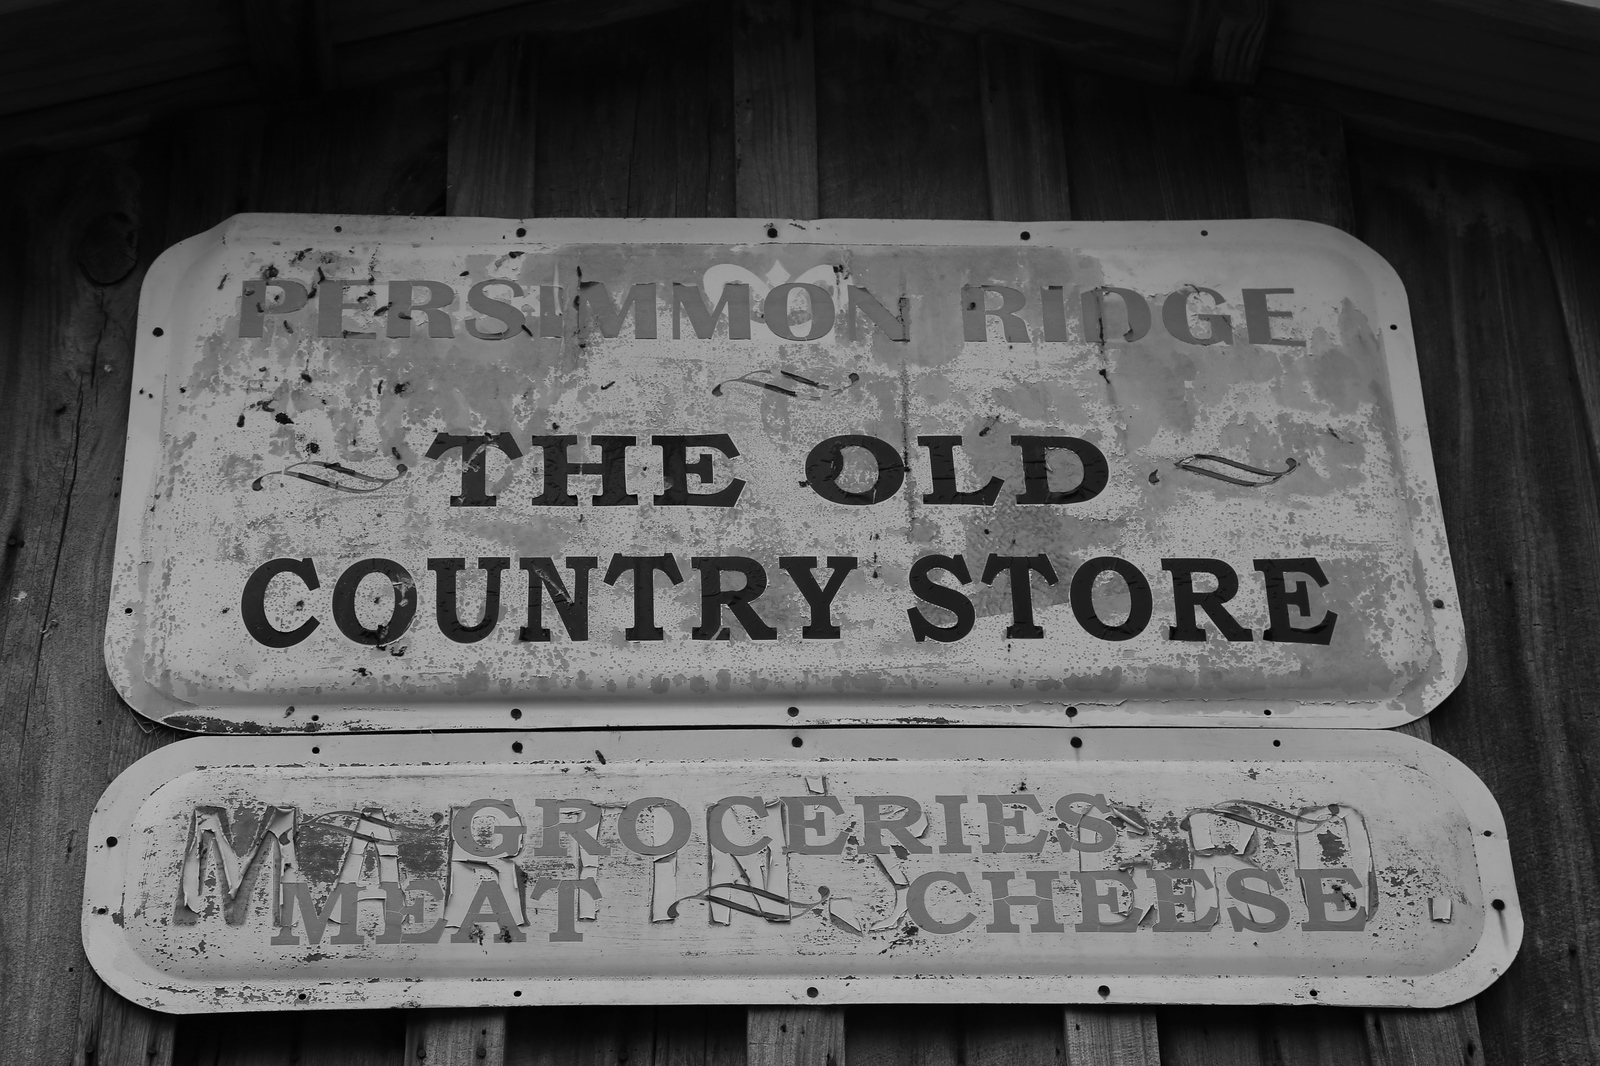 PERSIMMON RIDGE
THE OLD
COUNTRY STORE
GROCERIES
MEAT CHEESE